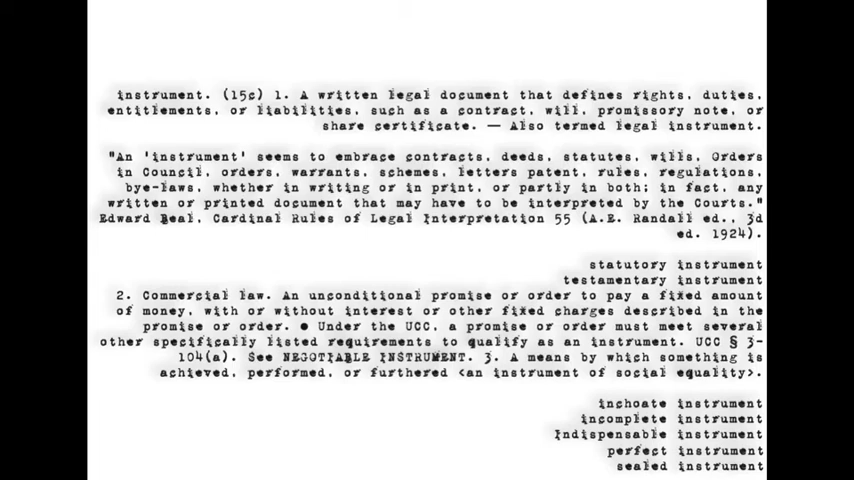 instrument. (15c) 1. A written legal document that defines rights, duties,
entitlements, or liabilities, such as a contract, will, promissory note, or
share certificate. — Also termed legal instrument.
"An 'instrument' seems to embrace contracts, deeds, statutes, wills, Orders
in Council, orders, warrants, schemes, letters patent, rules, regulations,
bye-laws, whether in writing or in print, or partly in both; in fact, any
written or printed document that may have to be interpreted by the Courts."
Edward Beal, Cardinal Rules of Legal Interpretation 55 (A.E. Randall ed., 3d
ed. 1924).
statutory instrument
testamentary instrument
2. Commercial law. An unconditional promise or order to pay a fixed amount
of money, with or without interest or other fixed charges described in the
promise or order. ● Under the UCC, a promise or order must meet several
other specifically listed requirements to qualify as an instrument. UCC § 3-
104(a). See NEGOTIABLE INSTRUMENT. 3. A means by which something is
achieved, performed, or furthered <an instrument of social equality>.
inchoate instrument
incomplete instrument
Indispensable instrument
perfect instrument
sealed instrument